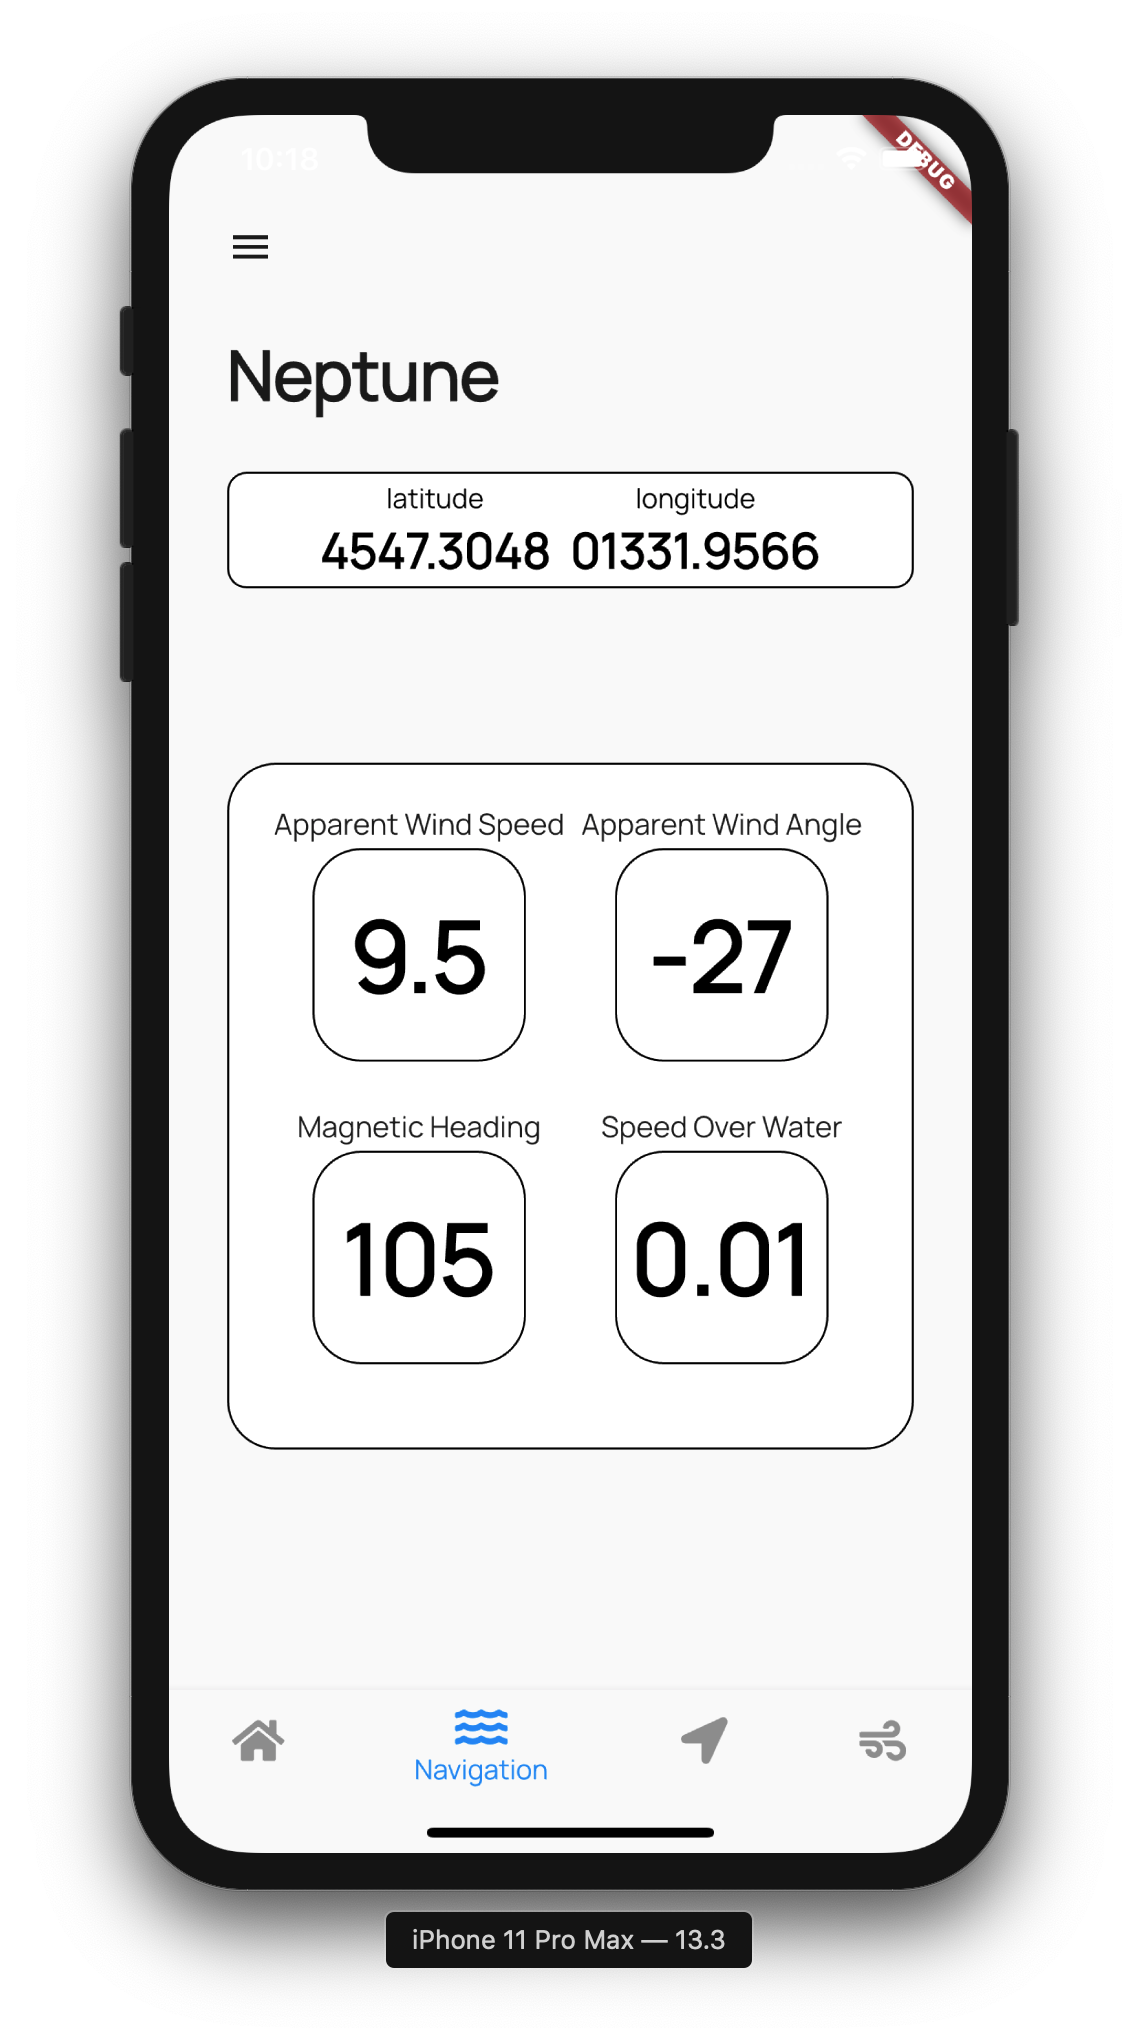 10:18
DEBUG
Neptune
latitude longitude
4547.3048 01331.9566
Apparent Wind Speed Apparent Wind Angle
9.5 -27
Magnetic Heading Speed Over Water
105 0.01
Navigation
iPhone 11 Pro Max — 13.3